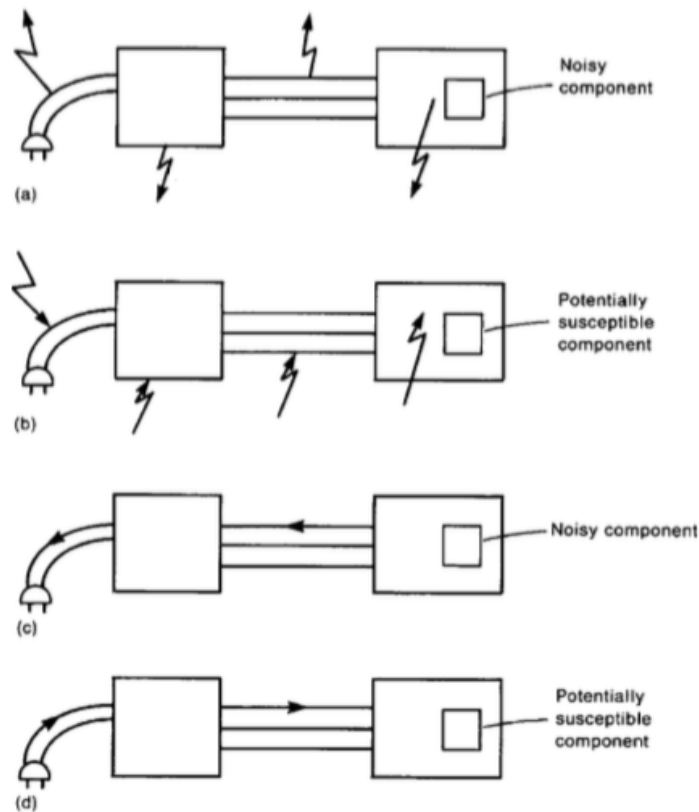 Noisy
component
(a)
Potentially
susceptible
component
(b)
Noisy component
(c)
Potentially
susceptible
component
(d)